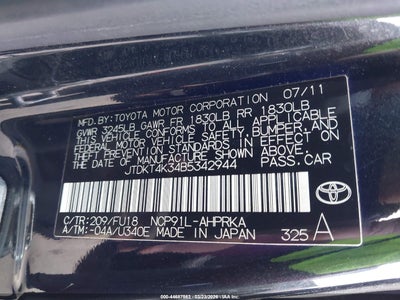 MFD. BY: TOYOTA MOTOR CORPORATION 07/11
GVWR 3245LB GAWR FR 1830LB RR 1830LB
THIS VEHICLE CONFORMS TO ALL APPLICABLE
FEDERAL MOTOR VEHICLE SAFETY, BUMPER, AND
THEFT PREVENTION STANDARDS IN EFFECT ON
THE DATE OF MANUFACTURE SHOWN ABOVE.
JTDKT4K34B5342944 PASS.CAR
C/TR:209/FU18 NCP91L-AHPRKA
A/TM:-04A/U340E MADE IN JAPAN 325 A
TOYOTA